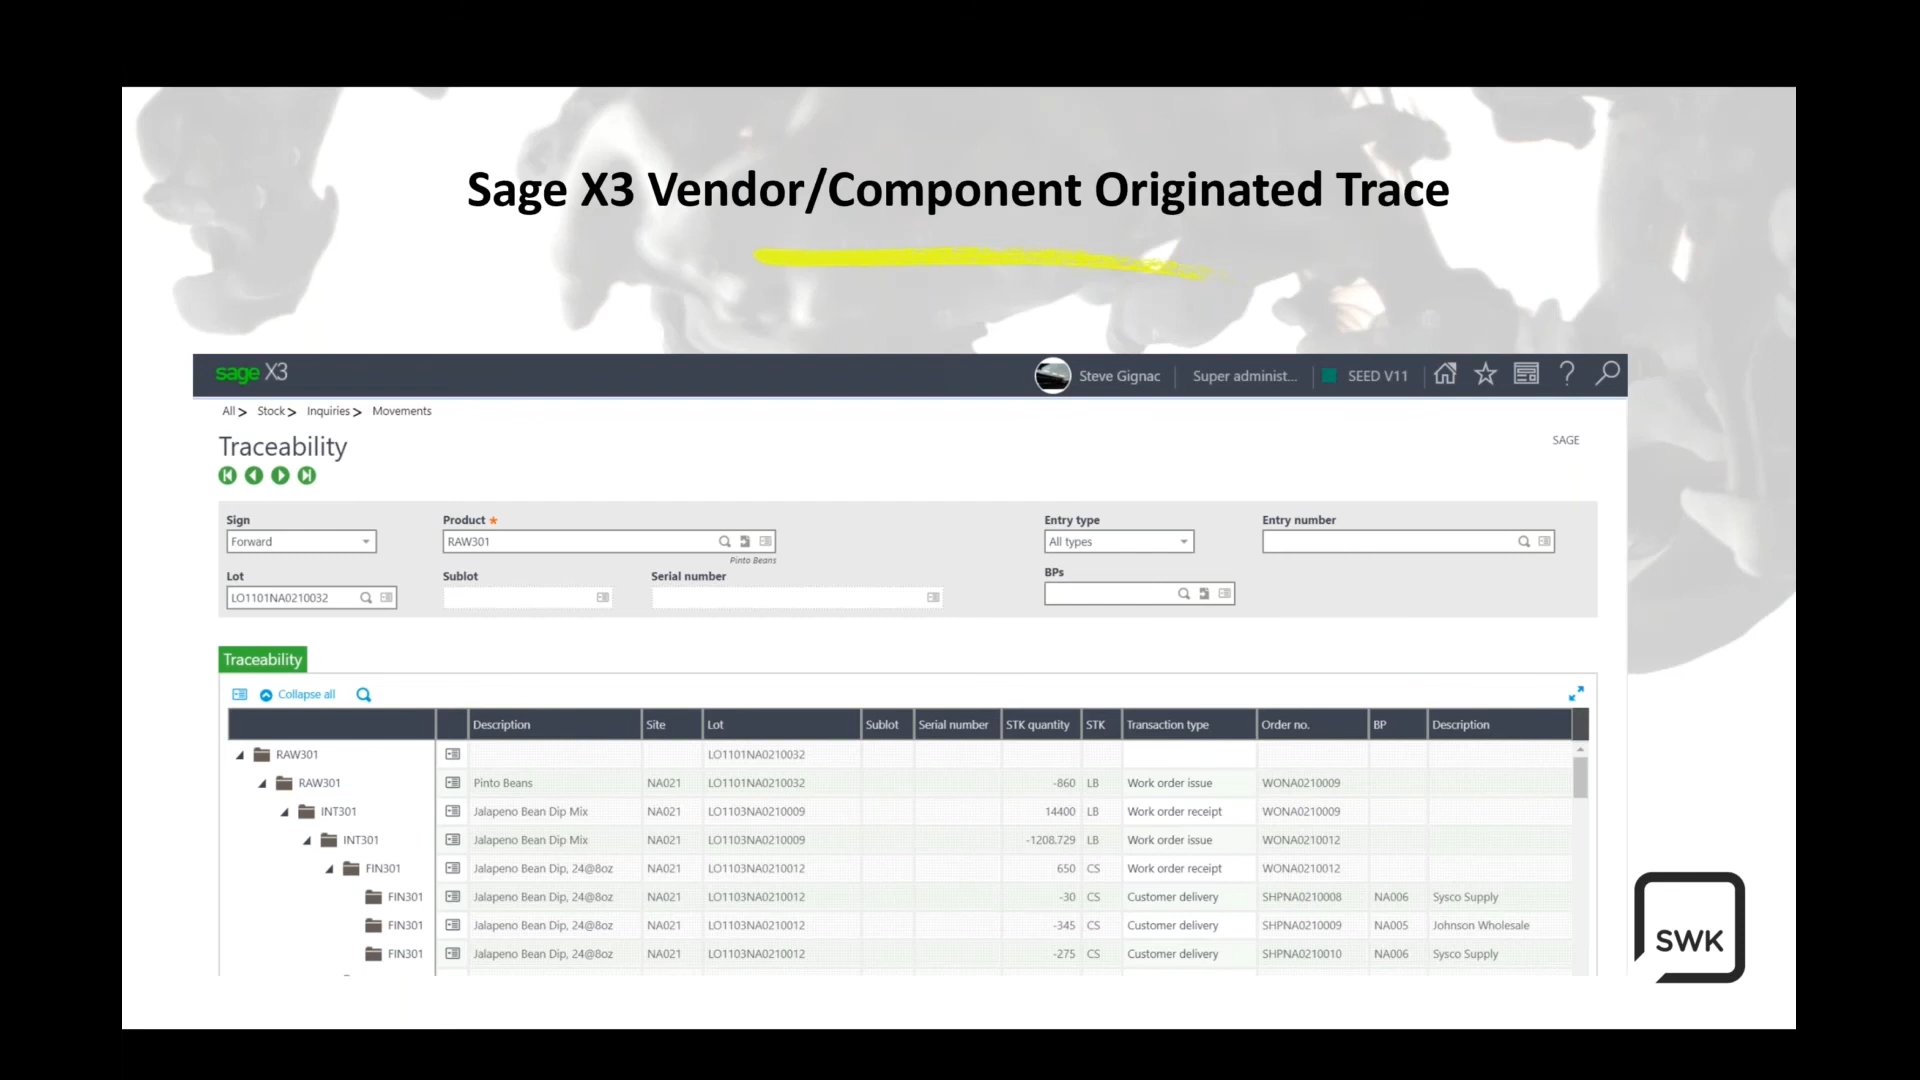 Sage X3 Vendor/Component Originated Trace
sage X3
Steve Gignac
Super administ...
SEED V11
All > Stock > Inquiries > Movements
Traceability
SAGE
Sign
Product *
Entry type
Entry number
Forward
RAW301
All types
Pinto Beans
Lot
Sublot
Serial number
BPs
LO1101NA0210032
Traceability
Collapse all
Description Site Lot Sublot Serial number STK quantity STK Transaction type Order no. BP Description
RAW301 LO1101NA0210032
RAW301 Pinto Beans NA021 LO1101NA0210032 -860 LB Work order issue WONA0210009
INT301 Jalapeno Bean Dip Mix NA021 LO1103NA0210009 14400 LB Work order receipt WONA0210009
INT301 Jalapeno Bean Dip Mix NA021 LO1103NA0210009 -1208.729 LB Work order issue WONA0210012
FIN301 Jalapeno Bean Dip, 24@8oz NA021 LO1103NA0210012 650 CS Work order receipt WONA0210012
FIN301 Jalapeno Bean Dip, 24@8oz NA021 LO1103NA0210012 -30 CS Customer delivery SHPNA0210008 NA006 Sysco Supply
FIN301 Jalapeno Bean Dip, 24@8oz NA021 LO1103NA0210012 -345 CS Customer delivery SHPNA0210009 NA005 Johnson Wholesale
FIN301 Jalapeno Bean Dip, 24@8oz NA021 LO1103NA0210012 -275 CS Customer delivery SHPNA0210010 NA006 Sysco Supply
SWK